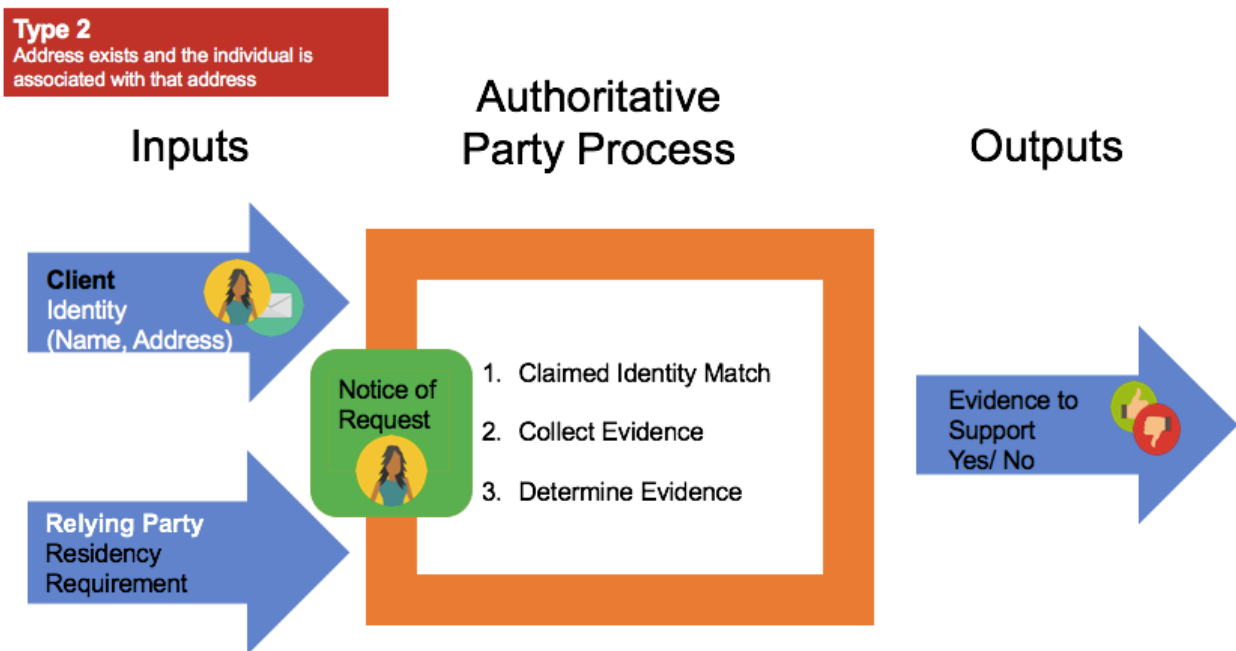 Type 2
Address exists and the individual is
associated with that address
Inputs
Authoritative
Party Process
Outputs
Client
Identity
(Name, Address)
Notice of
Request
1. Claimed Identity Match
2. Collect Evidence
3. Determine Evidence
Relying Party
Residency
Requirement
Evidence to
Support
Yes/ No